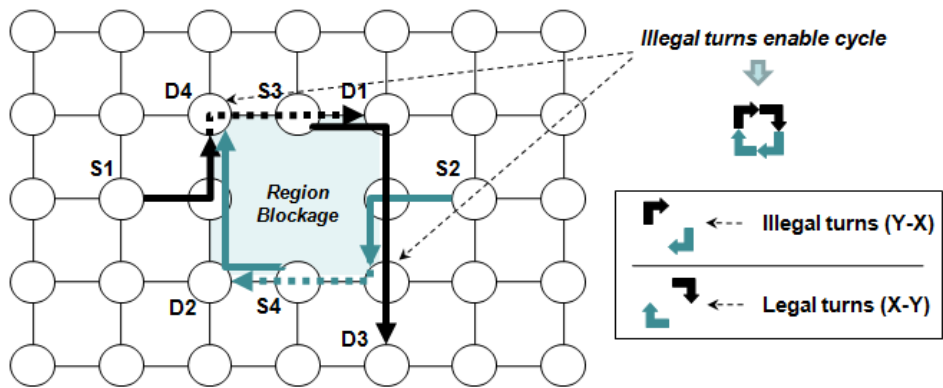 Illegal turns enable cycle
D4
S3
D1
S1
S2
Region
Blockage
D2
S4
D3
Illegal turns (Y-X)
Legal turns (X-Y)